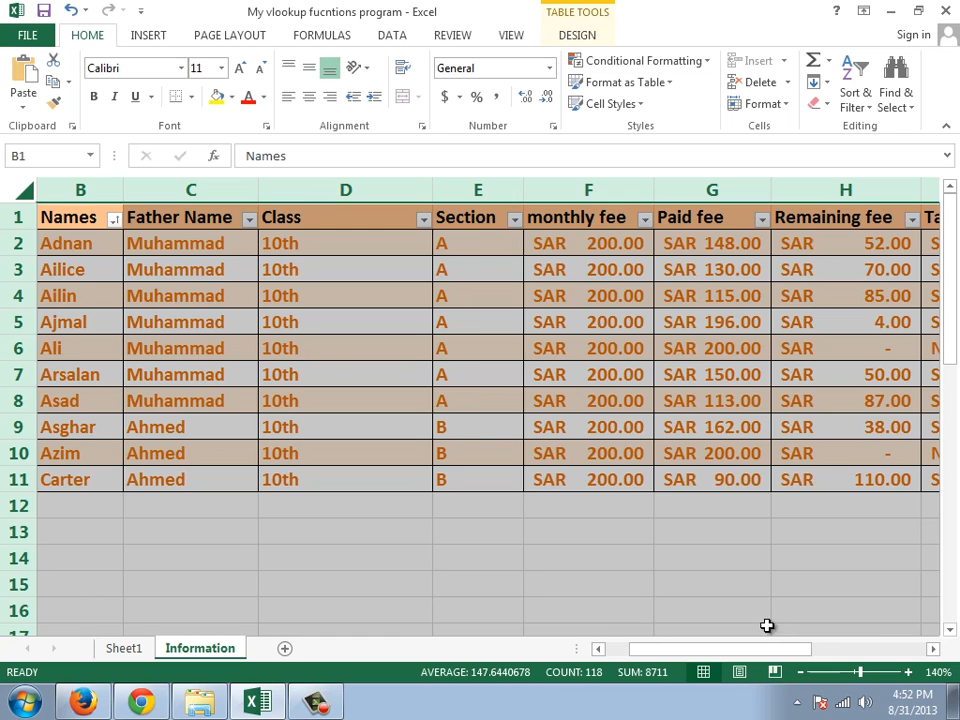 My vlookup fucntions program - Excel
TABLE TOOLS
?
FILE HOME INSERT PAGE LAYOUT FORMULAS DATA REVIEW VIEW DESIGN Sign in
Paste
Calibri 11
B I U A
General
$ % ,
Conditional Formatting
Format as Table
Cell Styles
Insert
Delete
Format
Sort & Filter
Find & Select
Clipboard Font Alignment Number Styles Cells Editing
B1 fx Names
B C D E F G H
1 Names Father Name Class Section monthly fee Paid fee Remaining fee Ta
2 Adnan Muhammad 10th A SAR 200.00 SAR 148.00 SAR 52.00 S
3 Ailice Muhammad 10th A SAR 200.00 SAR 130.00 SAR 70.00 S
4 Ailin Muhammad 10th A SAR 200.00 SAR 115.00 SAR 85.00 S
5 Ajmal Muhammad 10th A SAR 200.00 SAR 196.00 SAR 4.00 S
6 Ali Muhammad 10th A SAR 200.00 SAR 200.00 SAR - N
7 Arsalan Muhammad 10th A SAR 200.00 SAR 150.00 SAR 50.00 S
8 Asad Muhammad 10th A SAR 200.00 SAR 113.00 SAR 87.00 S
9 Asghar Ahmed 10th B SAR 200.00 SAR 162.00 SAR 38.00 S
10 Azim Ahmed 10th B SAR 200.00 SAR 200.00 SAR - N
11 Carter Ahmed 10th B SAR 200.00 SAR 90.00 SAR 110.00 S
12
13
14
15
16
17
Sheet1 Information
READY AVERAGE: 147.6440678 COUNT: 118 SUM: 8711 140%
4:52 PM
8/31/2013